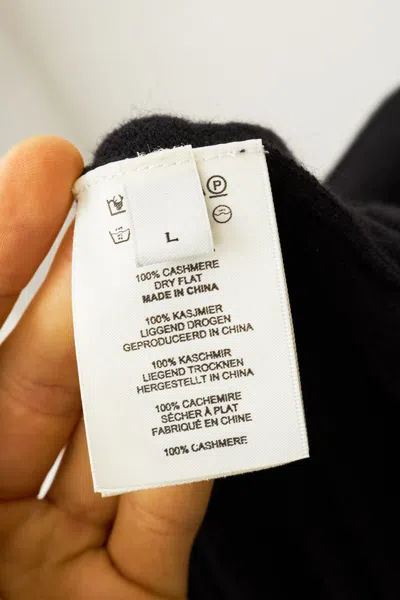 P
L
100% CASHMERE
DRY FLAT
MADE IN CHINA
100% KASJMIER
LIGGEND DROGEN
GEPRODUCEERD IN CHINA
100% KASCHMIR
LIEGEND TROCKNEN
HERGESTELLT IN CHINA
100% CACHEMIRE
SÉCHER À PLAT
FABRIQUÉ EN CHINE
100% CASHMERE